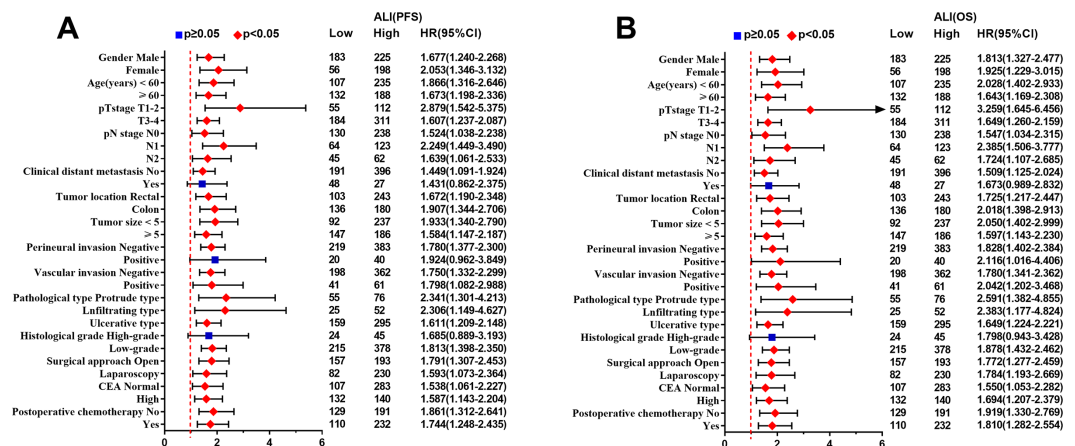 A
ALI(PFS)
p≥0.05 p<0.05 Low High HR(95%CI)
Gender Male 183 225 1.677(1.240-2.268)
Female 56 198 2.053(1.346-3.132)
Age(years) < 60 107 235 1.866(1.316-2.646)
≥60 132 188 1.673(1.198-2.336)
pTstage T1-2 55 112 2.879(1.542-5.375)
T3-4 184 311 1.607(1.237-2.087)
pN stage N0 130 238 1.524(1.038-2.238)
N1 64 123 2.249(1.449-3.490)
N2 45 62 1.639(1.061-2.533)
Clinical distant metastasis No 191 396 1.449(1.091-1.924)
Yes 48 27 1.431(0.862-2.375)
Tumor location Rectal 103 243 1.672(1.190-2.348)
Colon 136 180 1.907(1.344-2.706)
Tumor size < 5 92 237 1.933(1.340-2.790)
≥5 147 186 1.584(1.147-2.187)
Perineural invasion Negative 219 383 1.780(1.377-2.300)
Positive 20 40 1.924(0.962-3.849)
Vascular invasion Negative 198 362 1.750(1.332-2.299)
Positive 41 61 1.798(1.082-2.988)
Pathological type Protrude type 55 76 2.341(1.301-4.213)
Lnfiltrating type 25 52 2.306(1.149-4.627)
Ulcerative type 159 295 1.611(1.209-2.148)
Histological grade High-grade 24 45 1.685(0.889-3.193)
Low-grade 215 378 1.813(1.398-2.350)
Surgical approach Open 157 193 1.791(1.307-2.453)
Laparoscopy 82 230 1.593(1.073-2.364)
CEA Normal 107 283 1.538(1.061-2.227)
High 132 140 1.587(1.143-2.204)
Postoperative chemotherapy No 129 191 1.861(1.312-2.641)
Yes 110 232 1.744(1.248-2.435)
0 2 4 6
B
ALI(OS)
p≥0.05 p<0.05 Low High HR(95%CI)
Gender Male 183 225 1.813(1.327-2.477)
Female 56 198 1.925(1.229-3.015)
Age(years) < 60 107 235 2.028(1.402-2.933)
≥60 132 188 1.643(1.169-2.308)
pTstage T1-2 55 112 3.259(1.645-6.456)
T3-4 184 311 1.649(1.260-2.159)
pN stage N0 130 238 1.547(1.034-2.315)
N1 64 123 2.385(1.506-3.777)
N2 45 62 1.724(1.107-2.685)
Clinical distant metastasis No 191 396 1.509(1.125-2.024)
Yes 48 27 1.673(0.989-2.832)
Tumor location Rectal 103 243 1.725(1.217-2.447)
Colon 136 180 2.018(1.398-2.913)
Tumor size < 5 92 237 2.050(1.402-2.999)
≥5 147 186 1.597(1.143-2.230)
Perineural invasion Negative 219 383 1.828(1.402-2.384)
Positive 20 40 2.116(1.016-4.406)
Vascular invasion Negative 198 362 1.780(1.341-2.362)
Positive 41 61 2.042(1.202-3.468)
Pathological type Protrude type 55 76 2.591(1.382-4.855)
Lnfiltrating type 25 52 2.383(1.177-4.824)
Ulcerative type 159 295 1.649(1.224-2.221)
Histological grade High-grade 24 45 1.798(0.943-3.428)
Low-grade 215 378 1.878(1.432-2.462)
Surgical approach Open 157 193 1.772(1.277-2.459)
Laparoscopy 82 230 1.784(1.193-2.669)
CEA Normal 107 283 1.550(1.053-2.282)
High 132 140 1.694(1.207-2.379)
Postoperative chemotherapy No 129 191 1.919(1.330-2.769)
Yes 110 232 1.810(1.282-2.554)
0 2 4 6